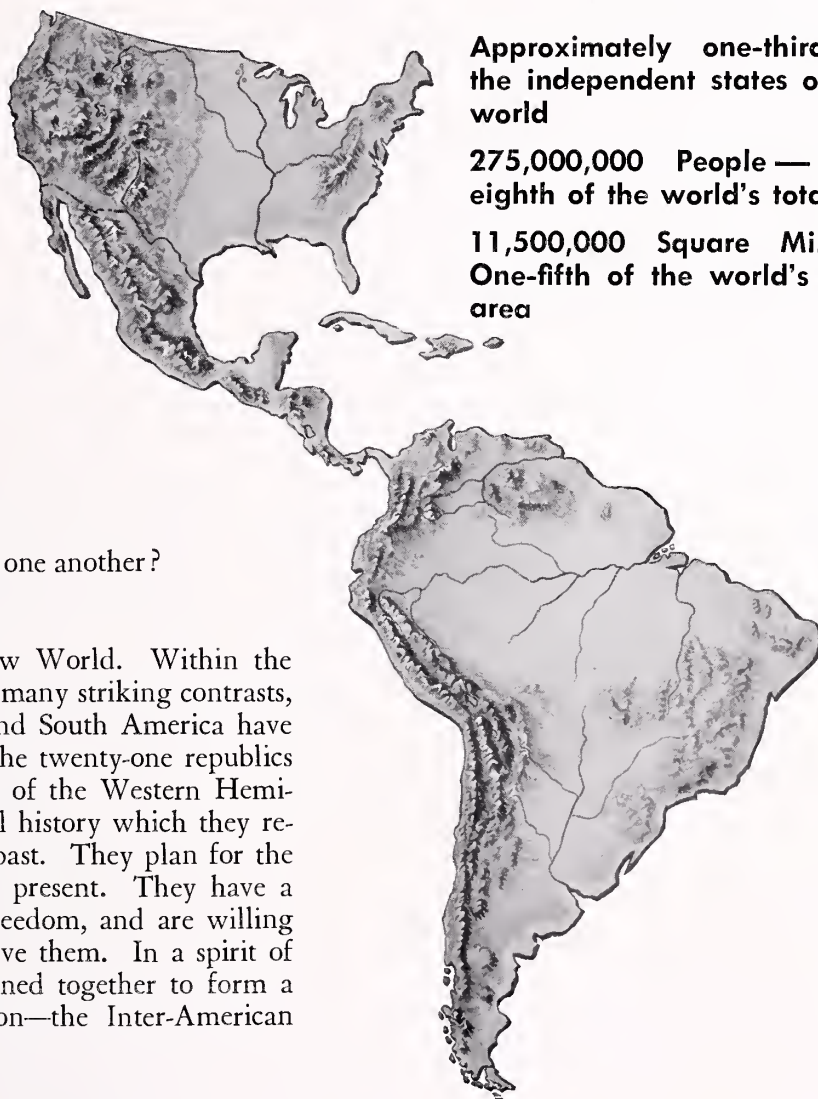 Approximately one-third
the independent states o
world
275,000,000 People —
eighth of the world's tota
11,500,000 Square Mi
One-fifth of the world's
area
one another?
w World. Within the
many striking contrasts,
nd South America have
he twenty-one republics
of the Western Hemi-
l history which they re-
past. They plan for the
present. They have a
eedom, and are willing
ve them. In a spirit of
ned together to form a
on—the Inter-American